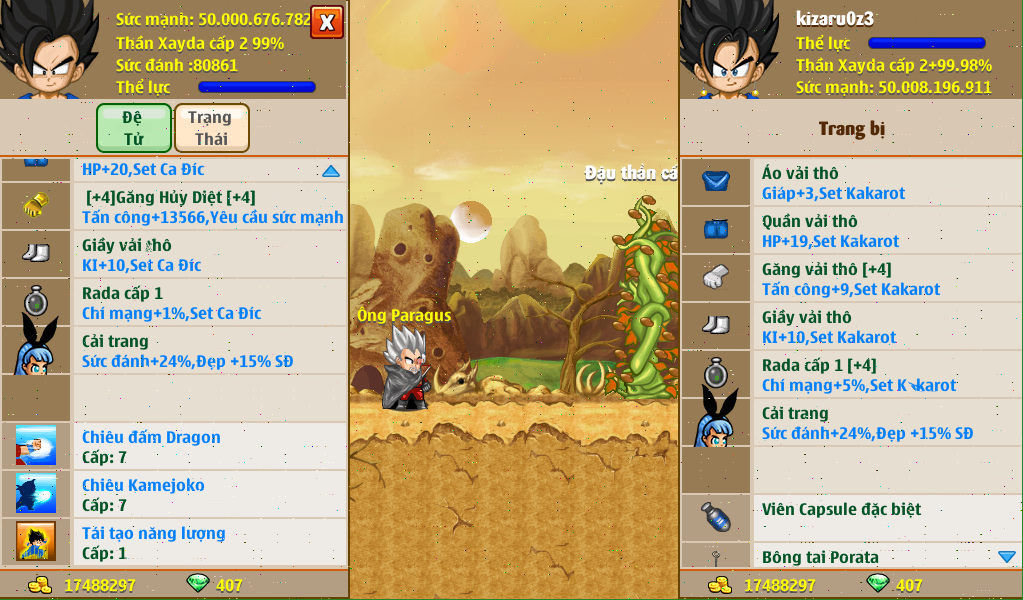 Sức mạnh: 50.000.676.782
X
Thần Xayda cấp 2 99%
Sức đánh :80861
Thể lực
Đệ
Tử
Trạng
Thái
HP+20,Set Ca Đíc
[+4]Găng Hủy Diệt [+4]
Tấn công+13566,Yêu cầu sức mạnh
Giầy vải thô
KI+10,Set Ca Đíc
Rada cấp 1
Chí mạng+1%,Set Ca Đíc
Cải trang
Sức đánh+24%,Đẹp +15% SĐ
Chiêu đấm Dragon
Cấp: 7
Chiêu Kamejoko
Cấp: 7
Tái tạo năng lượng
Cấp: 1
17488297
407
Đậu thần cấ
Ông Paragus
kizaru0z3
Thể lực
Thần Xayda cấp 2+99.98%
Sức mạnh: 50.008.196.911
Trang bị
Áo vải thô
Giáp+3,Set Kakarot
Quần vải thô
HP+19,Set Kakarot
Găng vải thô [+4]
Tấn công+9,Set Kakarot
Giầy vải thô
KI+10,Set Kakarot
Rada cấp 1 [+4]
Chí mạng+5%,Set Kakarot
Cải trang
Sức đánh+24%,Đẹp +15% SĐ
Viên Capsule đặc biệt
Bông tai Porata
17488297
407